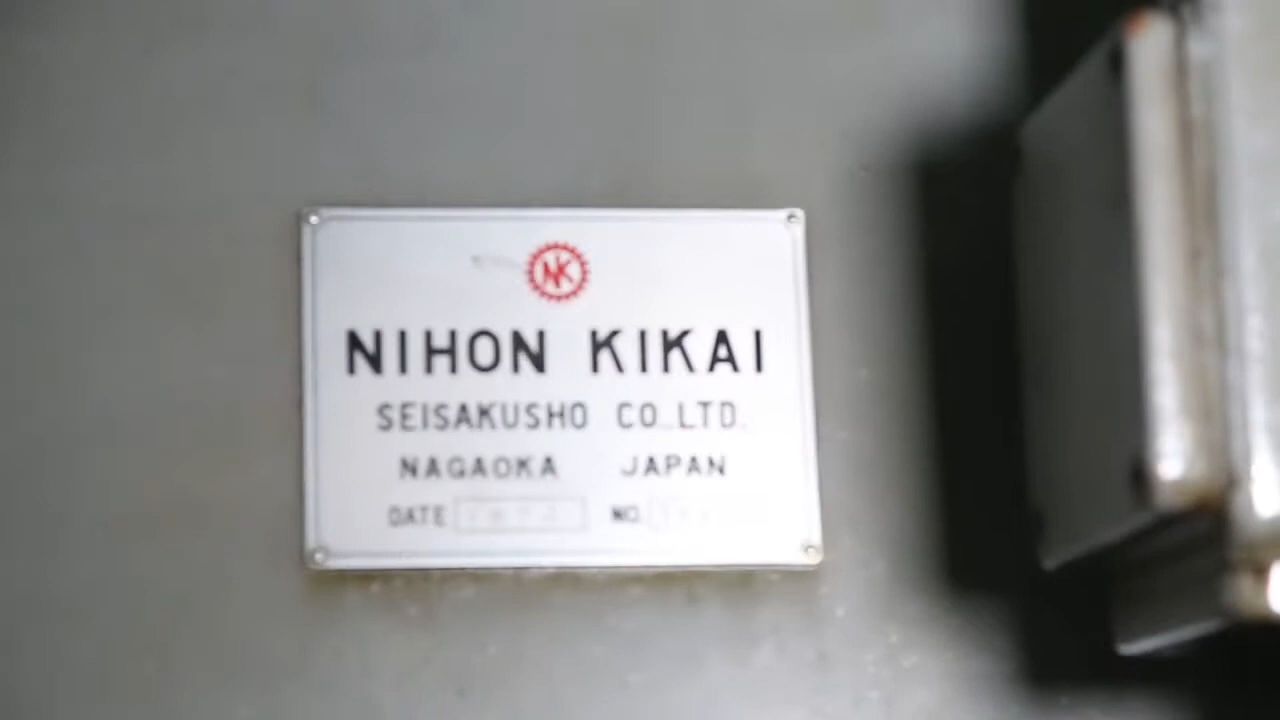 NK
NIHON KIKAI
SEISAKUSHO CO.,LTD.
NAGAOKA JAPAN
DATE NO.